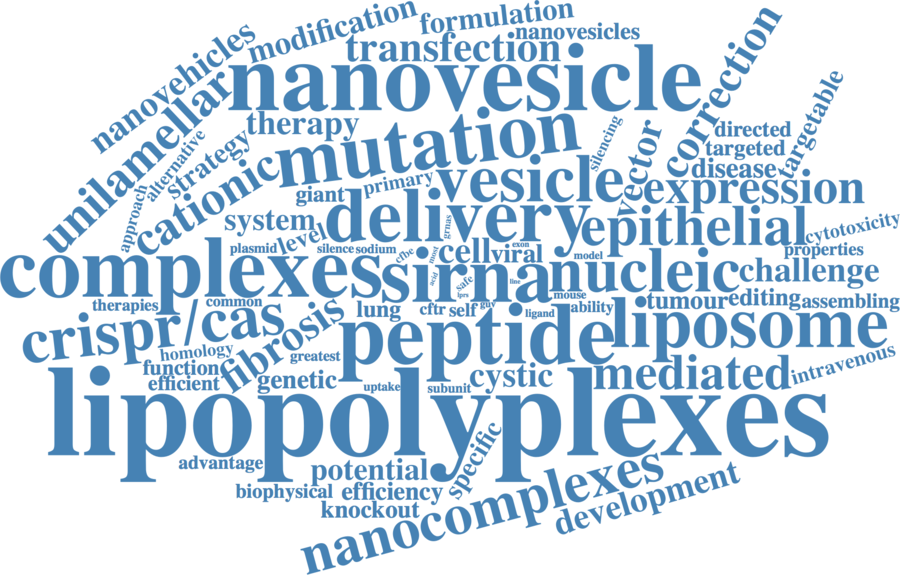 formulation
modification
nanovesicles
transfection
nanovehicles
correction
nanovesicle
unilamellar
therapy
mutation
silencing
vector
directed
targeted
targetable
disease
alternative
strategy
cationic
approach
giant
primary
vesicle
expression
system
delivery
grnas
epithelial
cytotoxicity
plasmid
level
silence
sodium
cfbe
must
cell
viral
exon
model
properties
complexes
sirna
acid
safe
line
nucleic
challenge
therapies
common
lung
cftr
self
lprs
guv
ligand
mouse
ability
tumour
editing
assembling
crispr/cas
fibrosis
peptide
liposome
homology
function
greatest
efficient
genetic
uptake
subunit
cystic
mediated
intravenous
lipopolyplexes
advantage
potential
specific
biophysical
efficiency
knockout
nanocomplexes
development